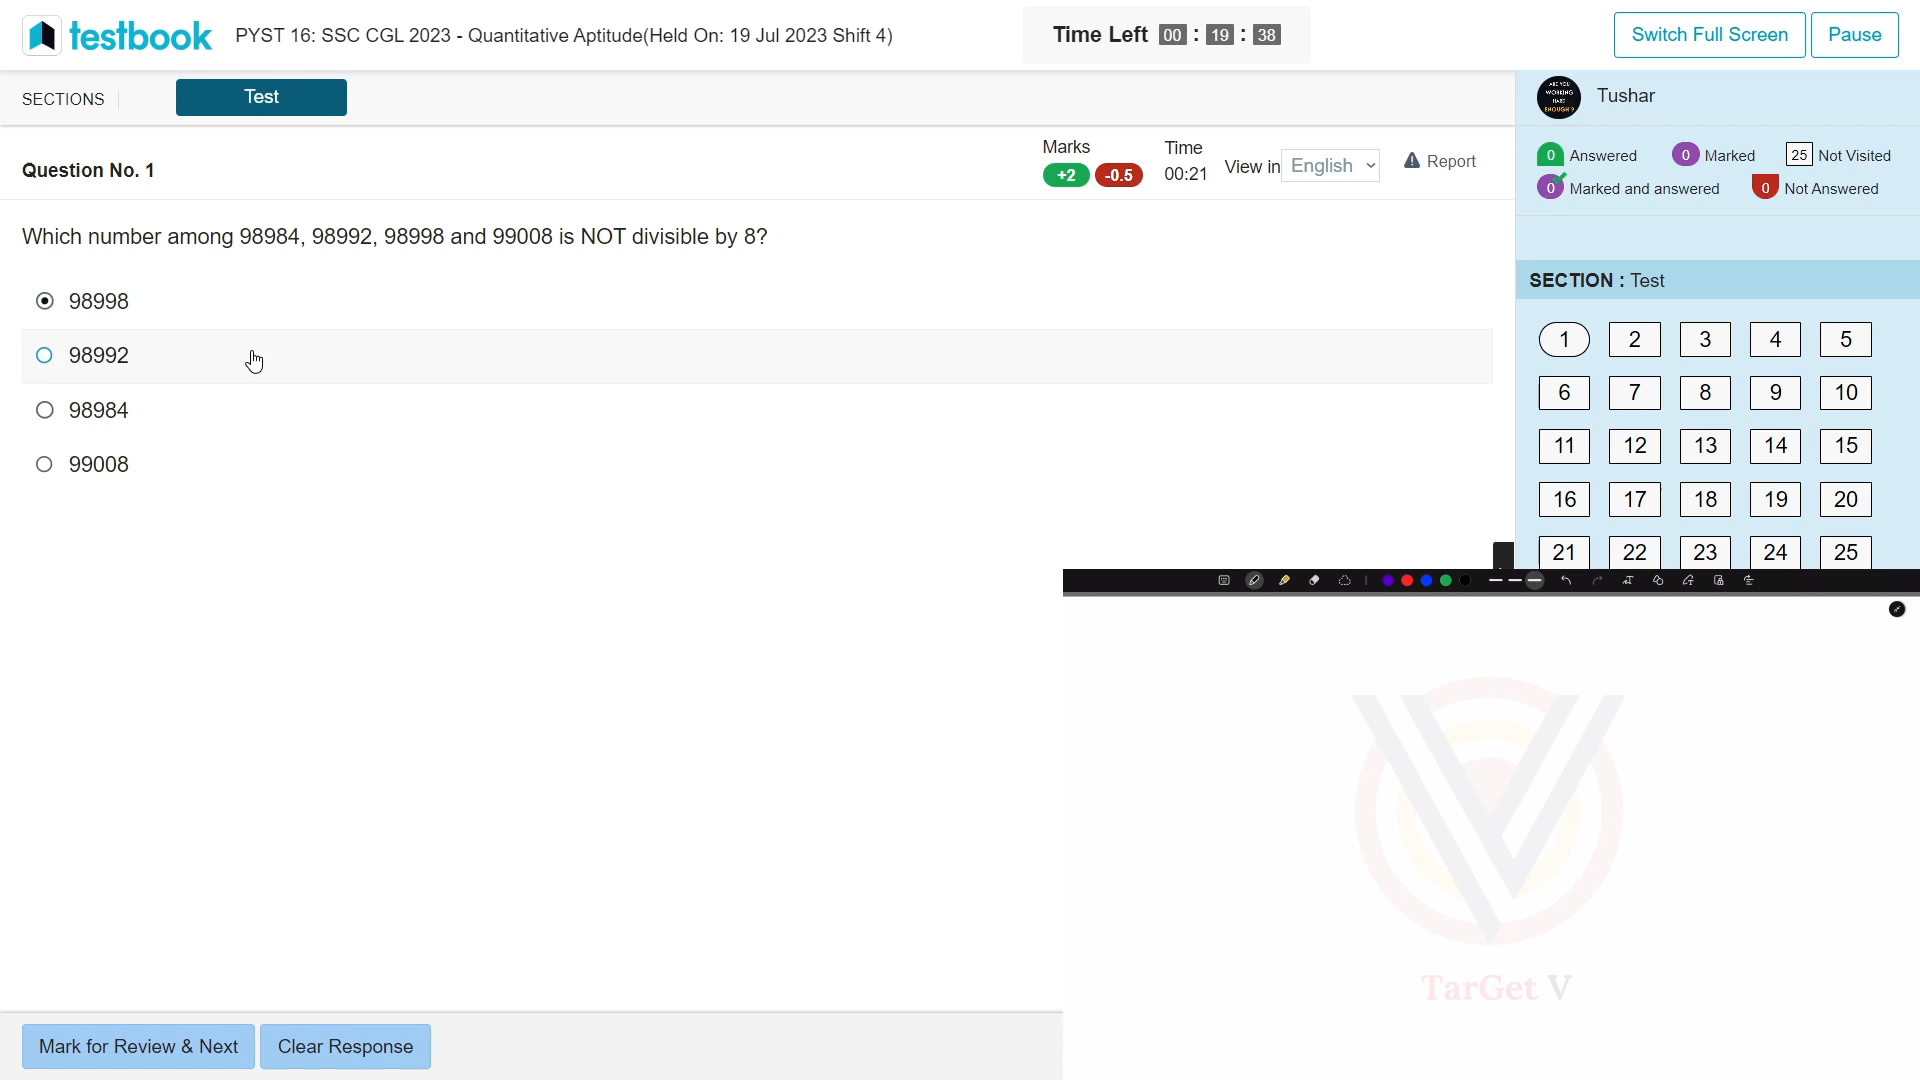 testbook PYST 16: SSC CGL 2023 - Quantitative Aptitude(Held On: 19 Jul 2023 Shift 4) Time Left 00 : 19 : 38 Switch Full Screen Pause
SECTIONS Test
ARE YOU
WORKING
HARD
ENOUGH ?
Tushar
Question No. 1
Marks
+2 -0.5
Time
00:21
View in English
Report
0 Answered 0 Marked 25 Not Visited
0 Marked and answered 0 Not Answered
Which number among 98984, 98992, 98998 and 99008 is NOT divisible by 8?
98998
98992
98984
99008
SECTION : Test
1 2 3 4 5
6 7 8 9 10
11 12 13 14 15
16 17 18 19 20
21 22 23 24 25
TarGet V
Mark for Review & Next Clear Response